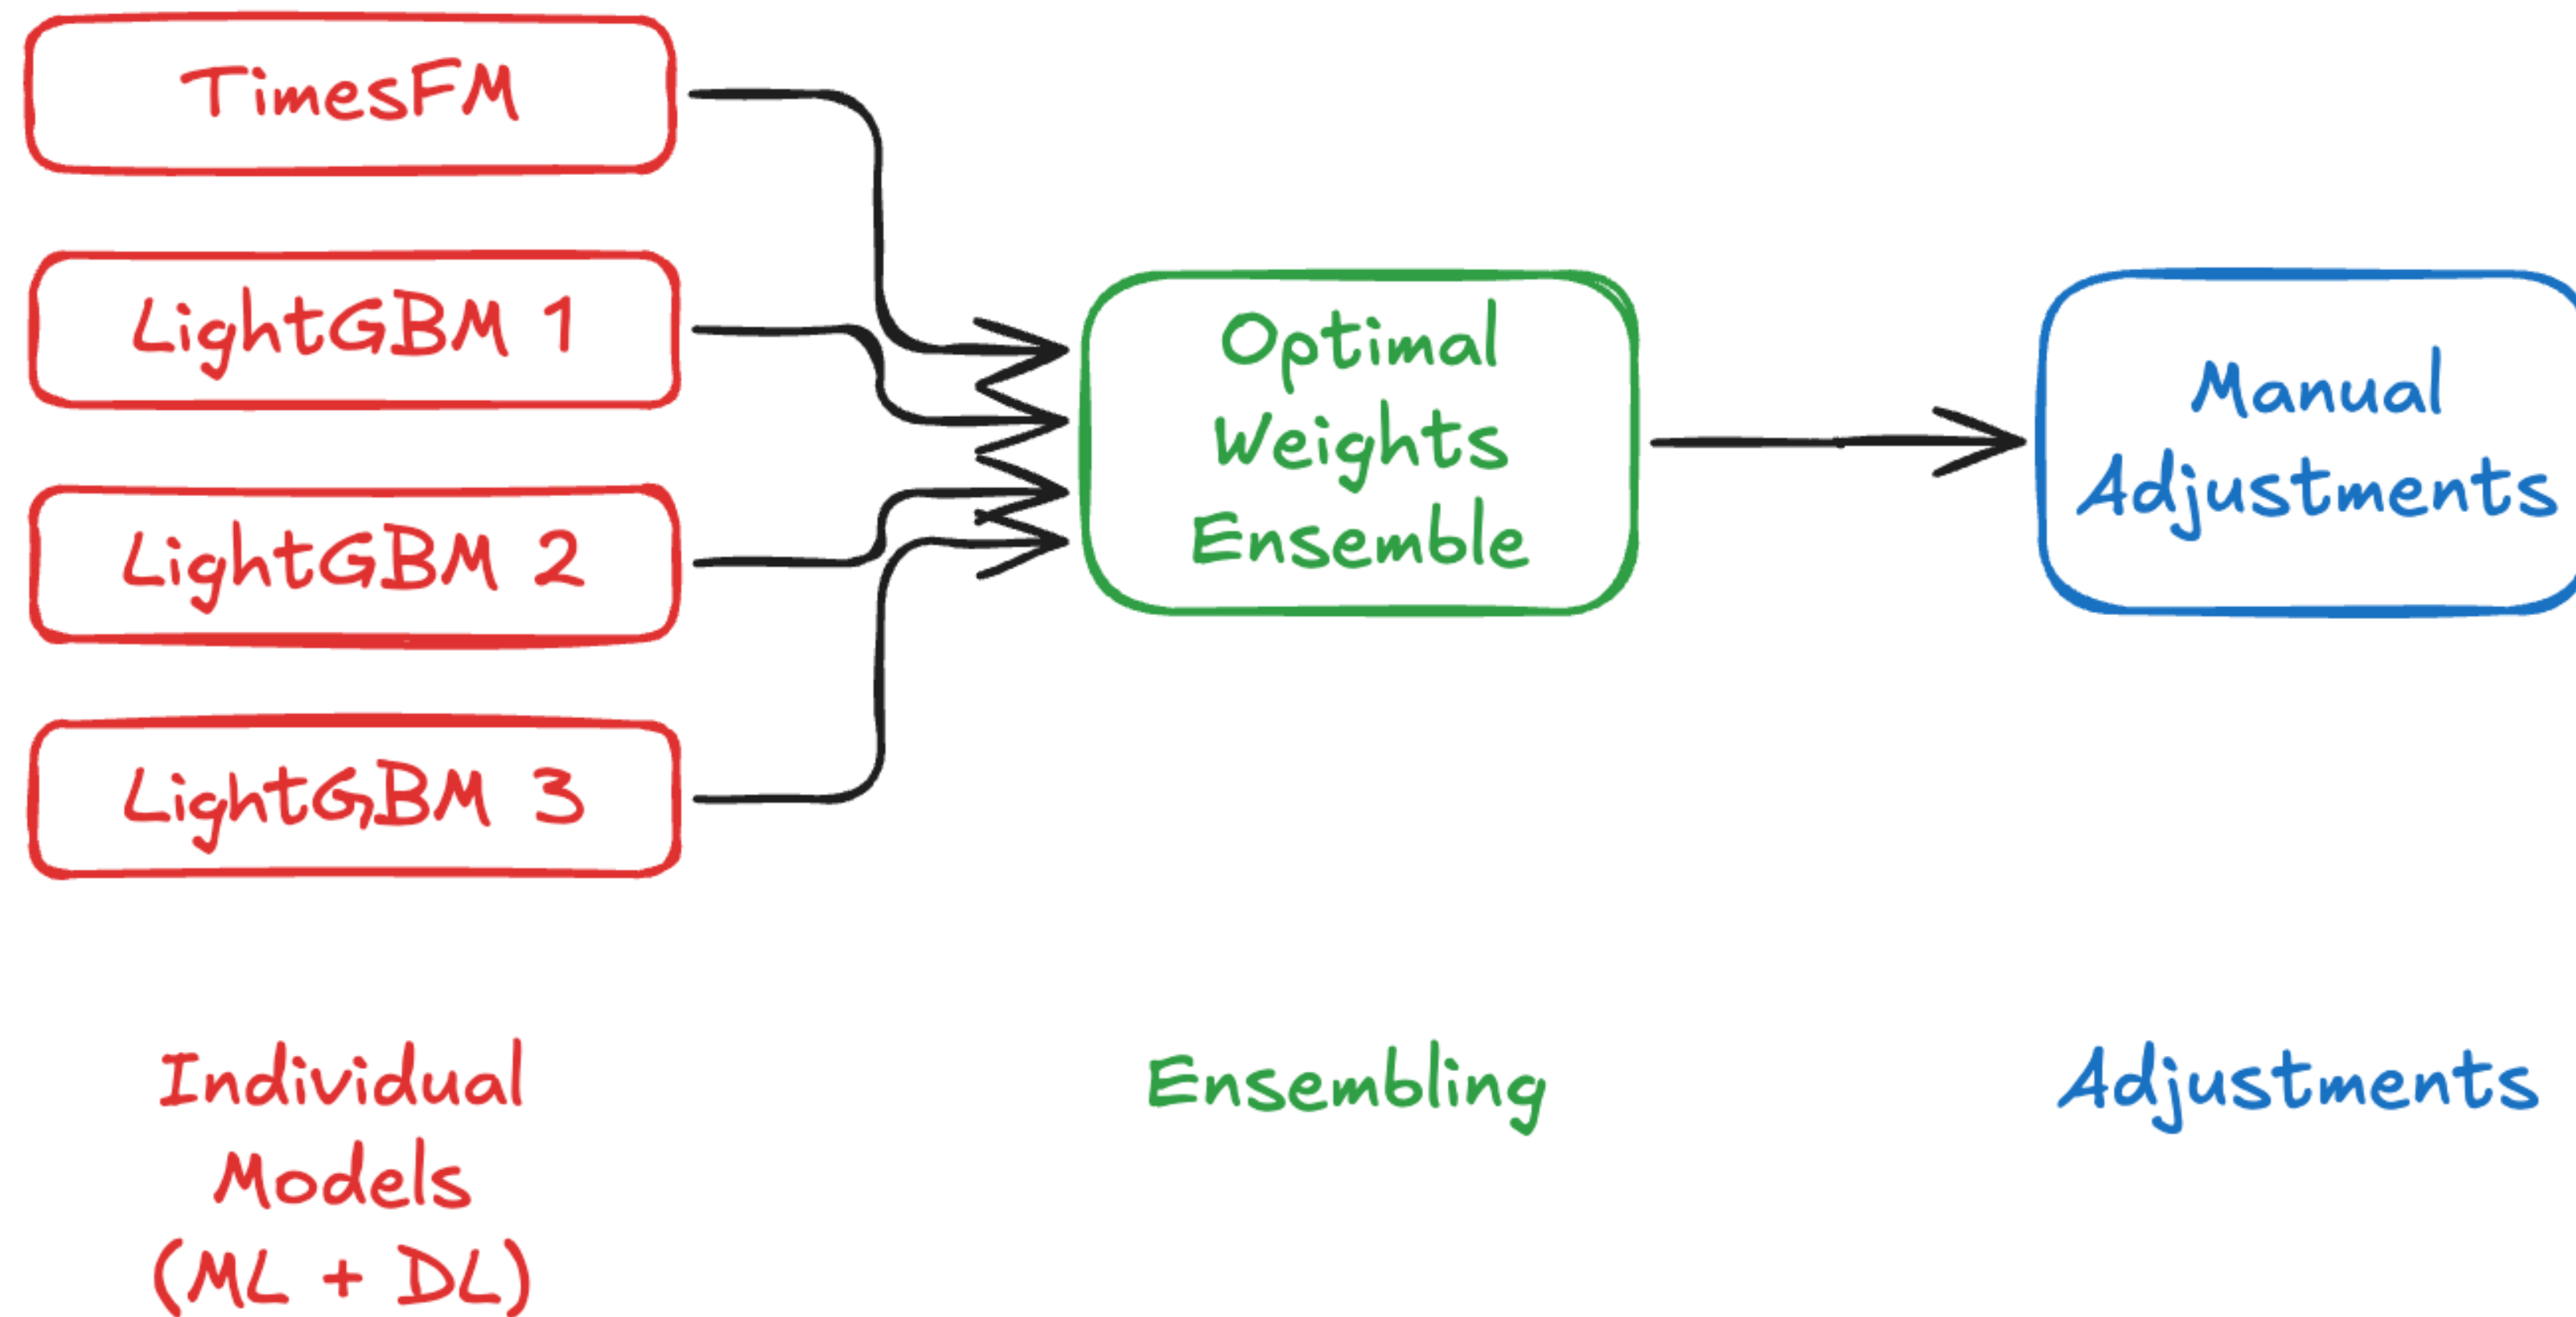 TimesFM
LightGBM 1
LightGBM 2
LightGBM 3
Optimal
Weights
Ensemble
Manual
Adjustments
Individual
Models
(ML + DL)
Ensembling
Adjustments